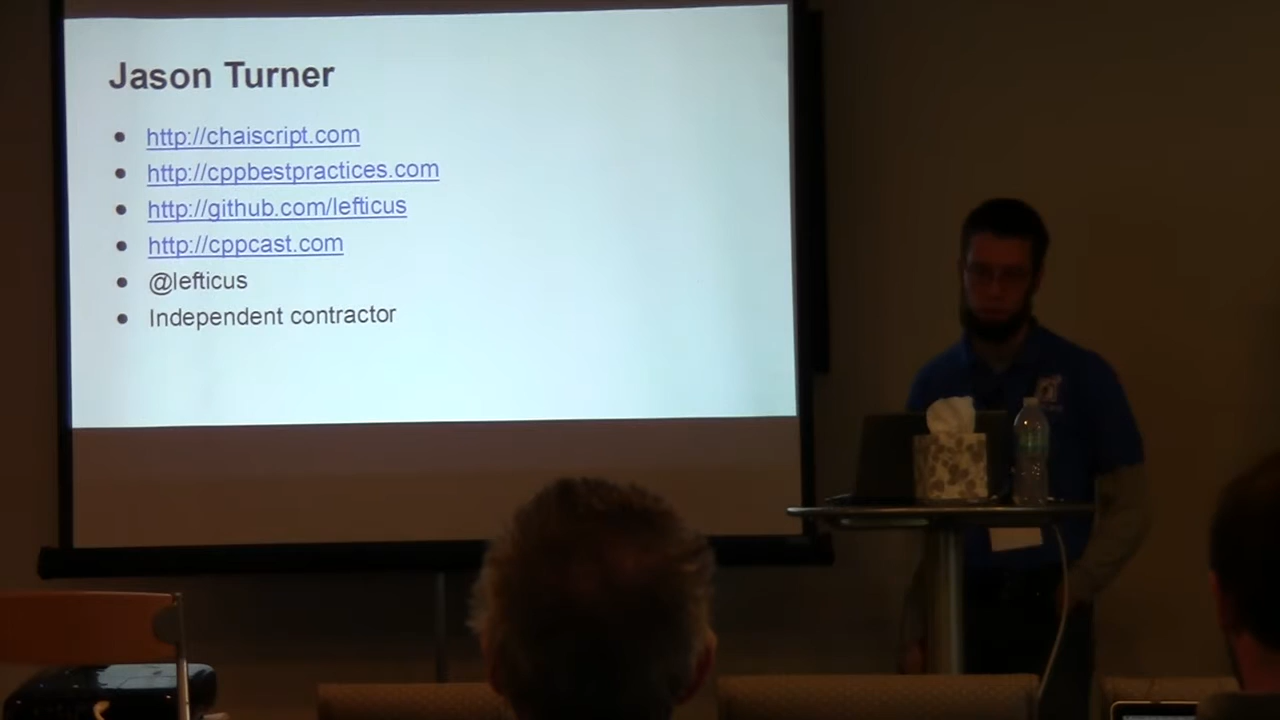 Jason Turner
http://chaiscript.com
http://cppbestpractices.com
http://github.com/lefticus
http://cppcast.com
@lefticus
Independent contractor